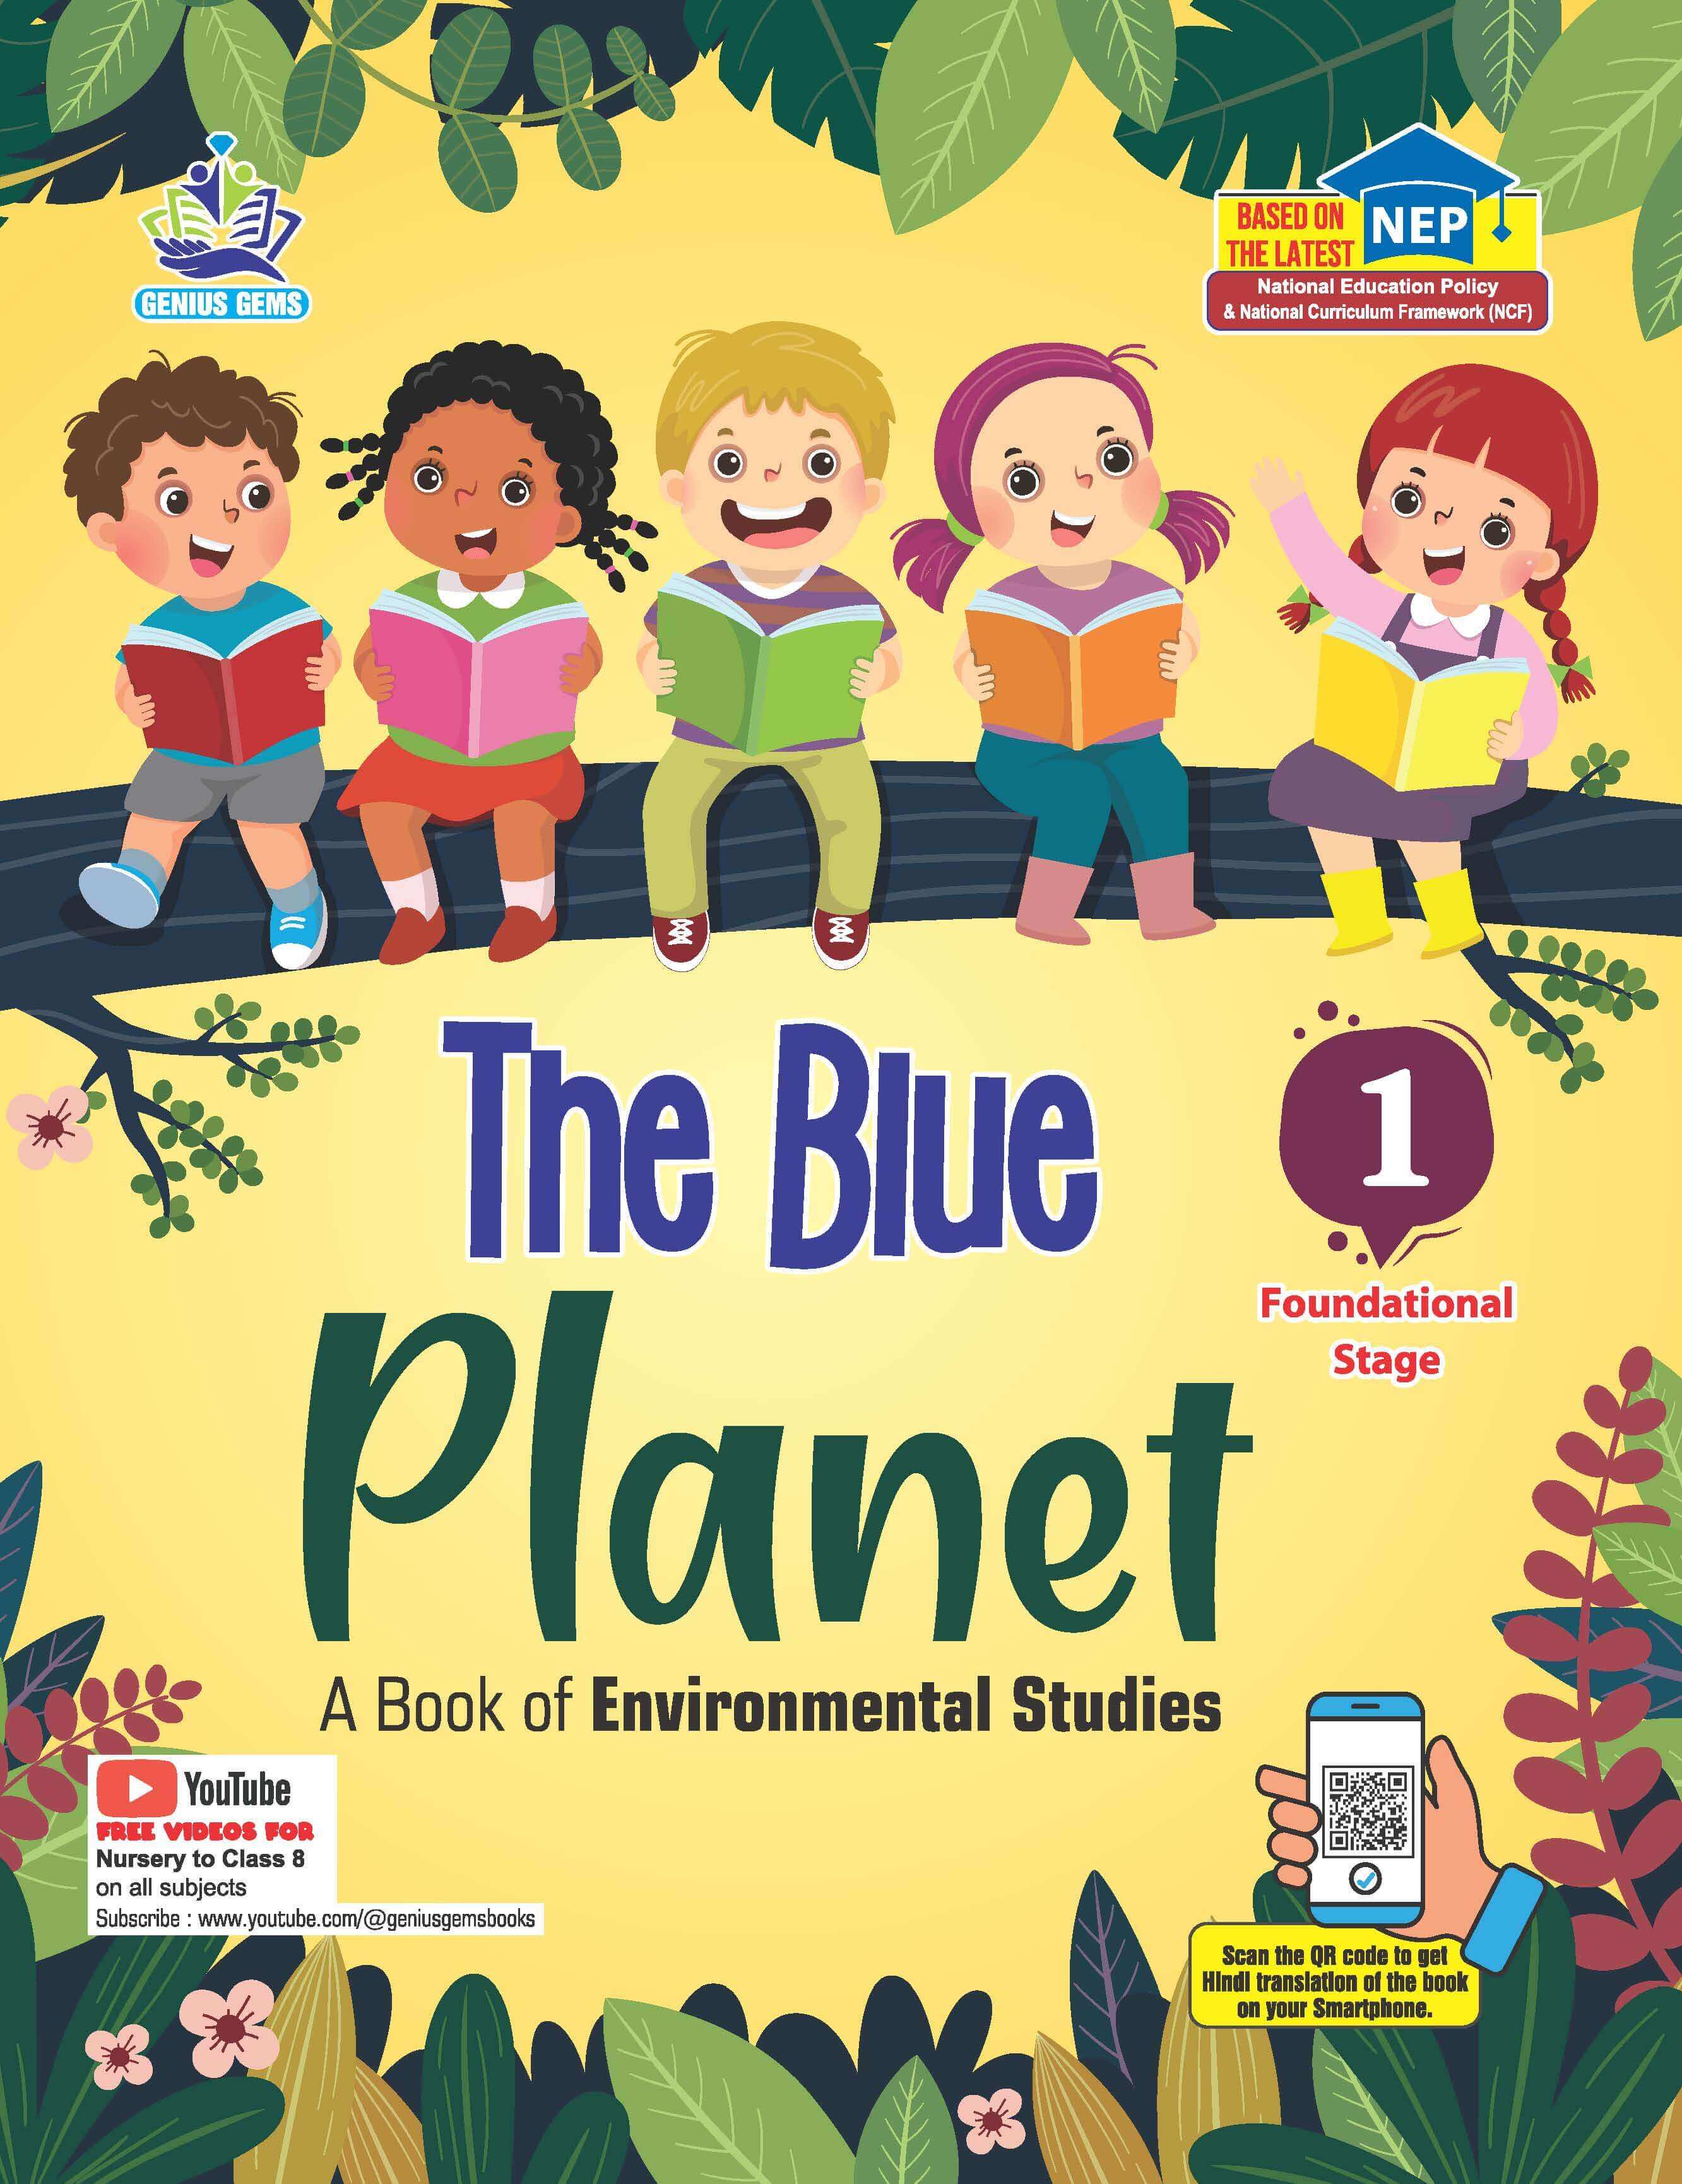 GENIUS GEMS
BASED ON
THE LATEST
NEP
National Education Policy
& National Curriculum Framework (NCF)
The Blue
Planet
1
Foundational
Stage
A Book of Environmental Studies
YouTube
FREE VIDEOS FOR
Nursery to Class 8
on all subjects
Subscribe : www.youtube.com/@geniusgemsbooks
Scan the QR code to get
Hindi translation of the book
on your Smartphone.